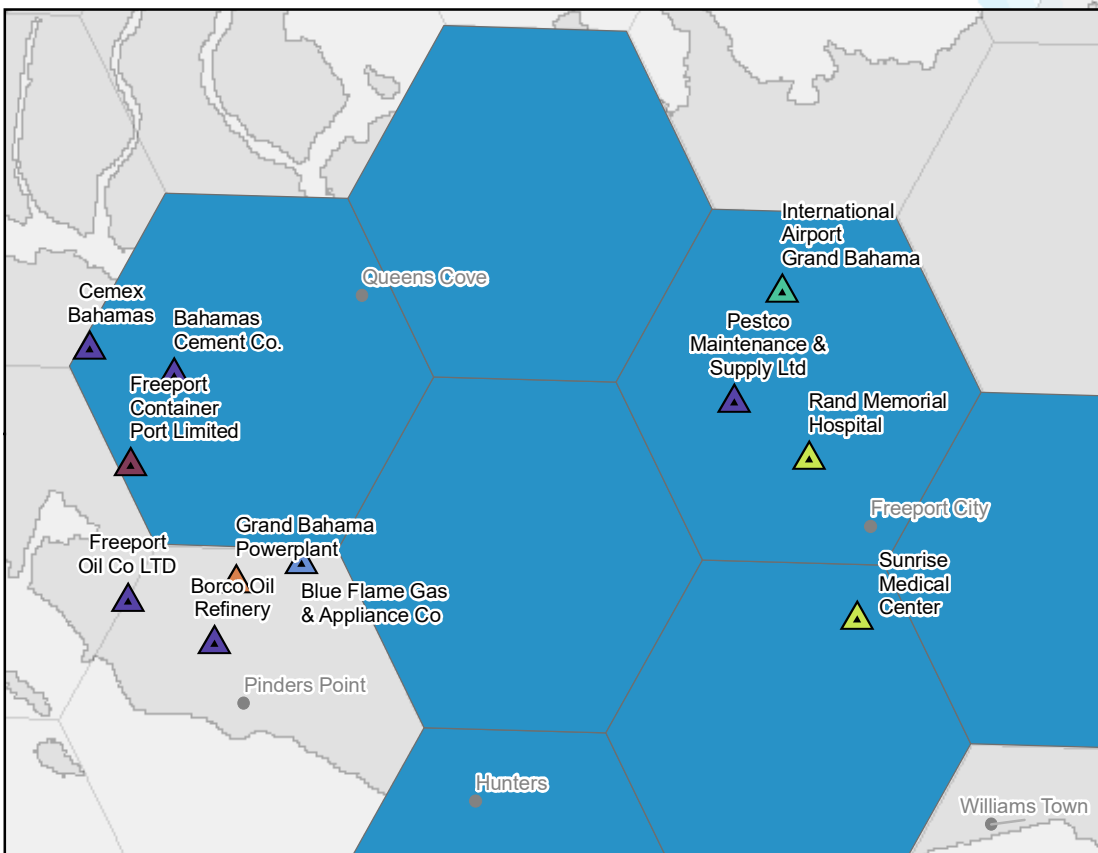 International
Airport
Grand Bahama
Queens Cove
Cemex
Bahamas
Bahamas
Cement Co.
Pestco
Maintenance &
Supply Ltd
Freeport
Container
Port Limited
Rand Memorial
Hospital
Freeport City
Grand Bahama
Powerplant
Freeport
Oil Co LTD
Sunrise
Medical
Center
Borco Oil
Refinery
Blue Flame Gas
& Appliance Co
Pinders Point
Hunters
Williams Town